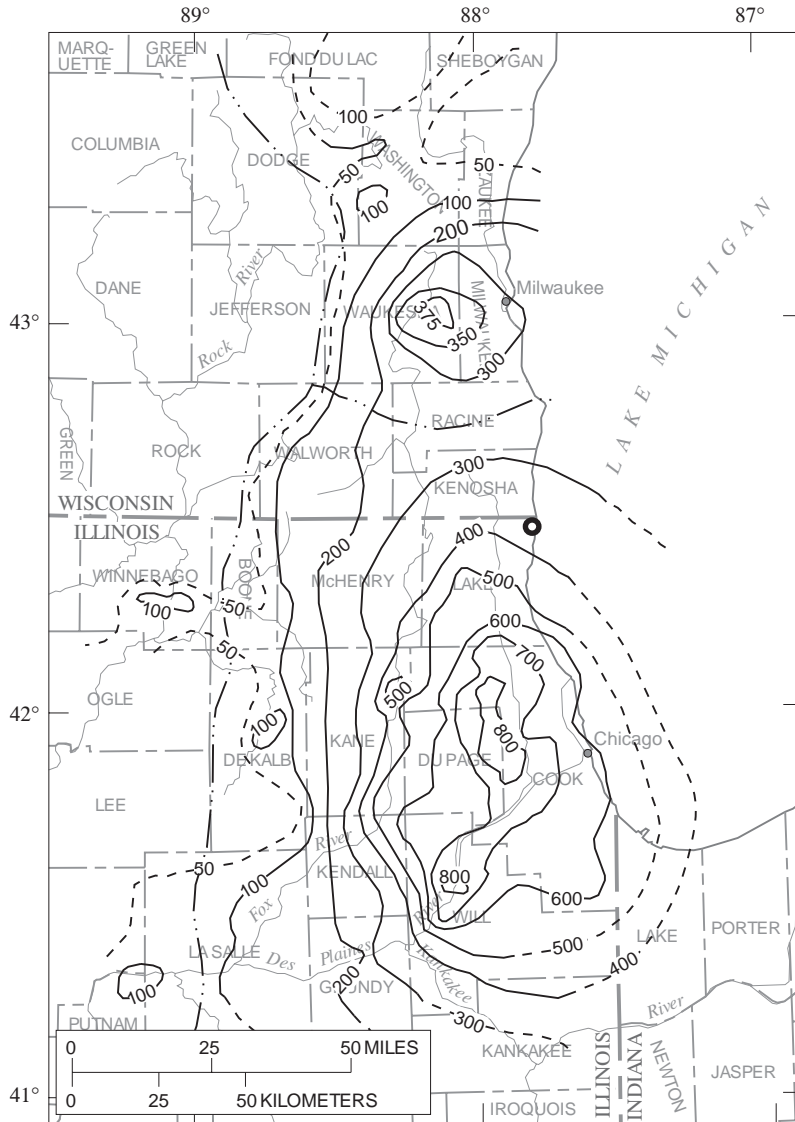 89° 88° 87°
MARQ-
UETTE
GREEN
LAKE
FOND DU LAC
SHEBOYGAN
100
COLUMBIA
DODGE
WASHINGTON
50
50
100
100
200
DANE
River
JEFFERSON
WAUKESHA
375
MILWAUKEE
Milwaukee
43°
350
Rock
300
LAKE MICHIGAN
RACINE
GREEN
ROCK
WALWORTH
300
KENOSHA
WISCONSIN
ILLINOIS
400
200
WINNEBAGO
BOONE
McHENRY
LAKE
500
100
50
600
50
700
OGLE
500
42°
100
800
Chicago
KANE
DE KALB
DU PAGE
COOK
LEE
River
50
KENDALL
800
100
600
Fox
River
WILL
LA SALLE
Des
Plaines
500
LAKE
PORTER
Kankakee
400
100
200
GRUNDY
300
River
PUTNAM
KANKAKEE
ILLINOIS
INDIANA
NEWTON
JASPER
0 25 50 MILES
0 25 50 KILOMETERS
41°
IROQUOIS